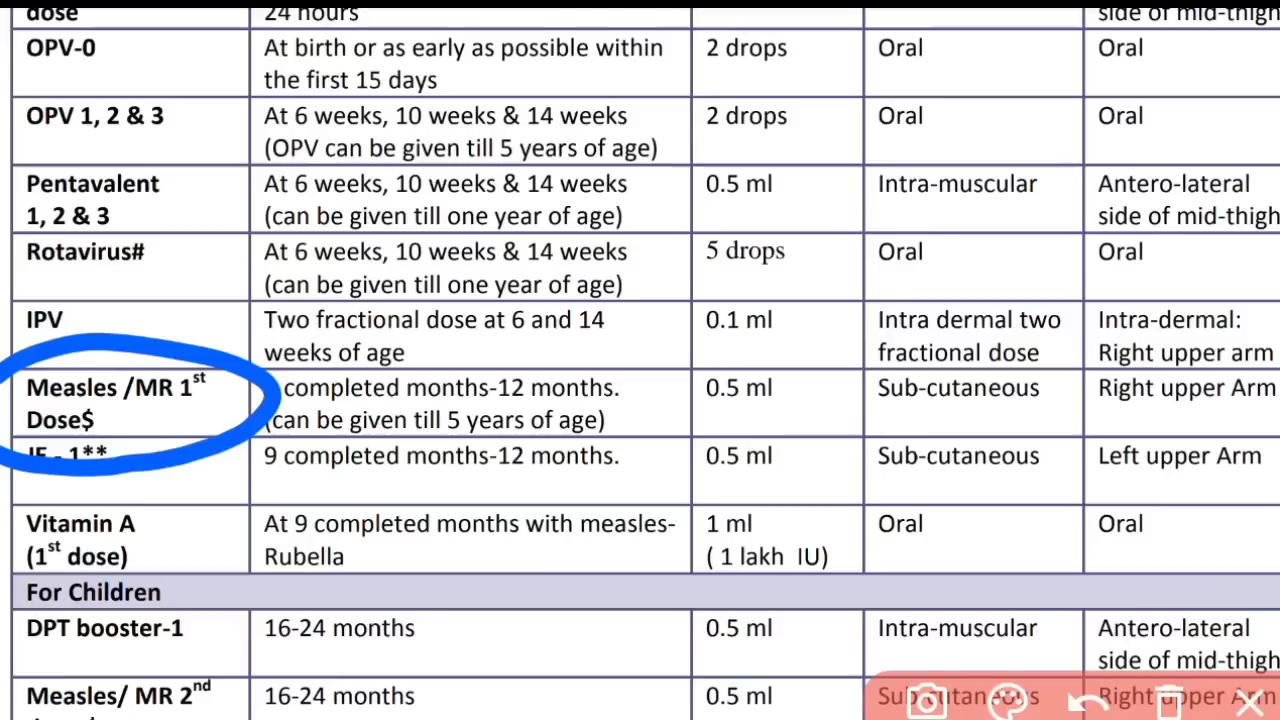 dose 24 hours side of mid-thigh
OPV-0 At birth or as early as possible within 2 drops Oral Oral
the first 15 days
OPV 1, 2 & 3 At 6 weeks, 10 weeks & 14 weeks 2 drops Oral Oral
(OPV can be given till 5 years of age)
Pentavalent At 6 weeks, 10 weeks & 14 weeks 0.5 ml Intra-muscular Antero-lateral
1, 2 & 3 (can be given till one year of age) side of mid-thigh
Rotavirus# At 6 weeks, 10 weeks & 14 weeks 5 drops Oral Oral
(can be given till one year of age)
IPV Two fractional dose at 6 and 14 0.1 ml Intra dermal two Intra-dermal:
weeks of age fractional dose Right upper arm
Measles /MR 1st completed months-12 months. 0.5 ml Sub-cutaneous Right upper Arm
Dose$ (can be given till 5 years of age)
JE - 1** 9 completed months-12 months. 0.5 ml Sub-cutaneous Left upper Arm
Vitamin A At 9 completed months with measles- 1 ml Oral Oral
(1st dose) Rubella ( 1 lakh IU)
For Children
DPT booster-1 16-24 months 0.5 ml Intra-muscular Antero-lateral
side of mid-thigh
Measles/ MR 2nd 16-24 months 0.5 ml Sub-cutaneous Right upper Arm